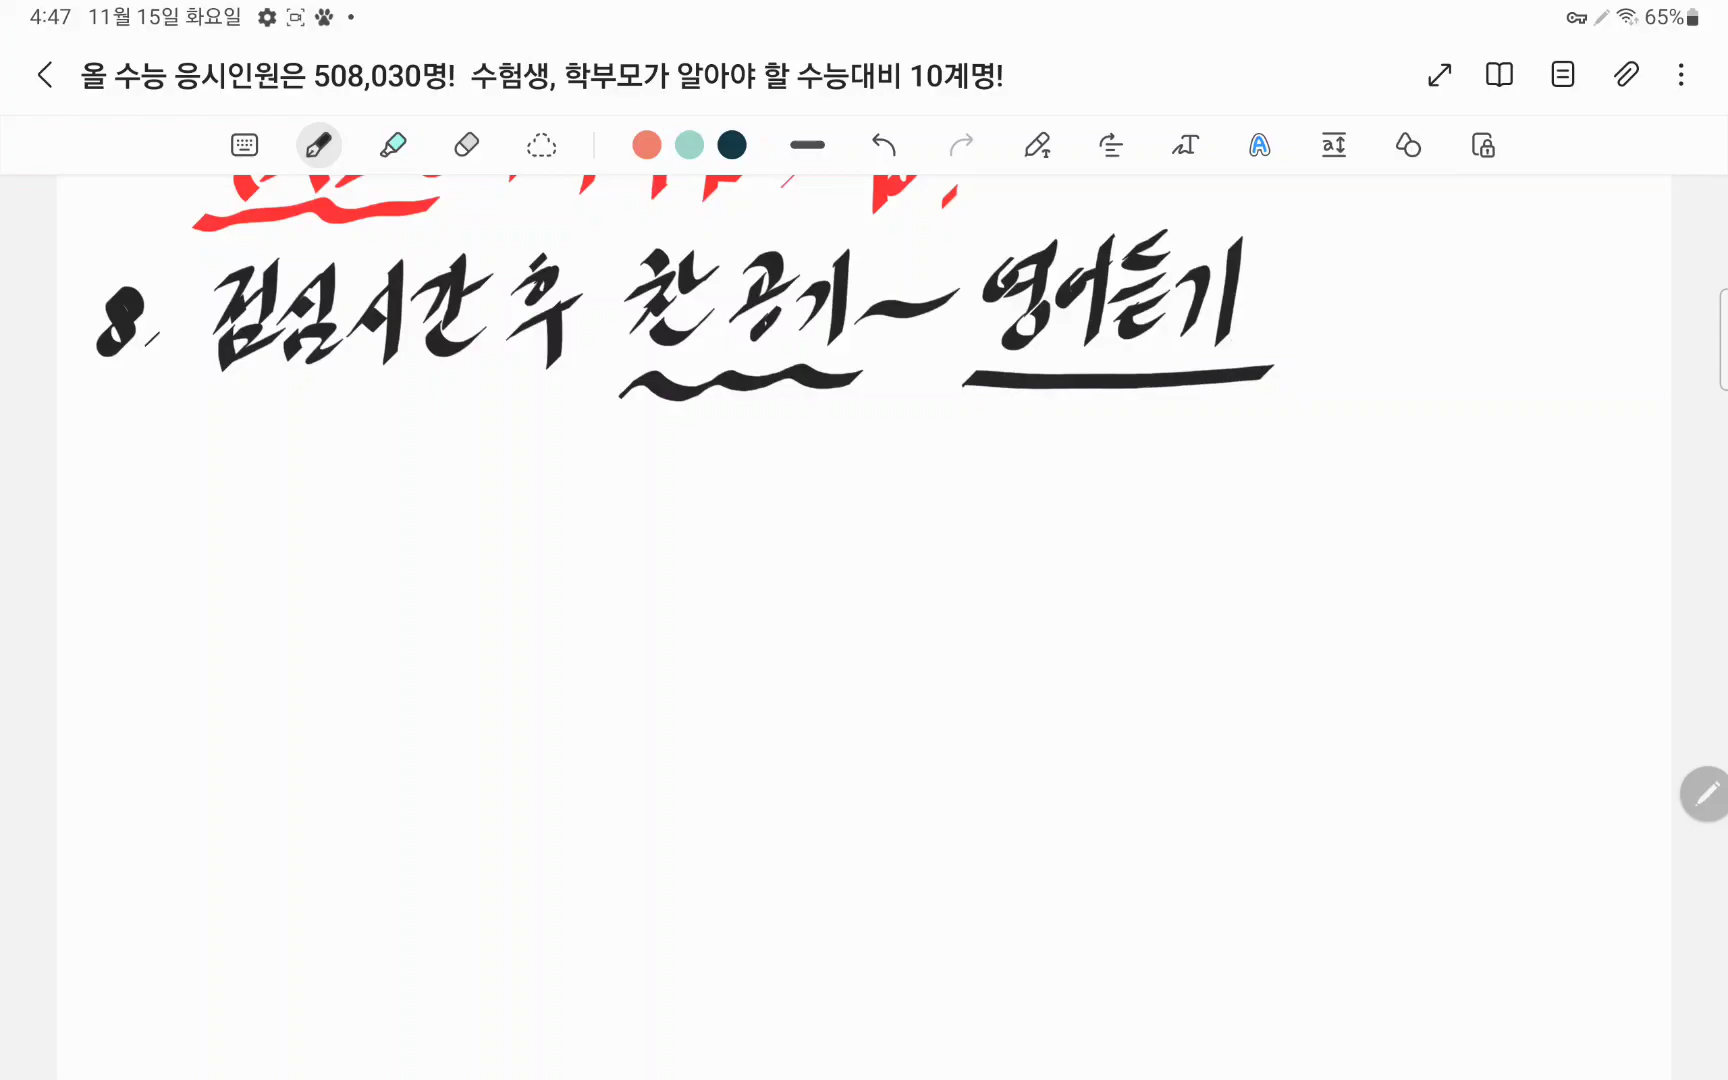 4:47 11월 15일 화요일 65%
올 수능 응시인원은 508,030명! 수험생, 학부모가 알아야 할 수능대비 10계명!
8. 점심시간 후 찬 공기~ 영어듣기